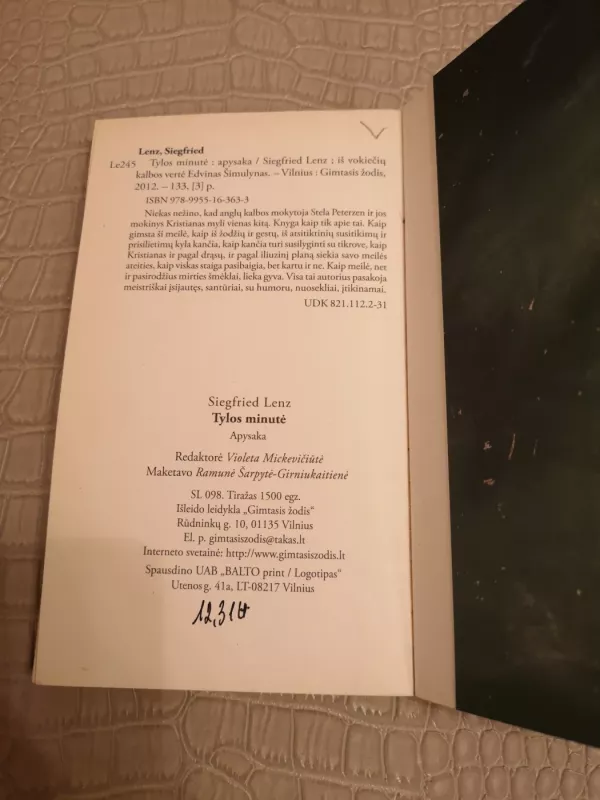 Lenz, Siegfried
Le245 Tylos minutė : apysaka / Siegfried Lenz ; iš vokiečių
kalbos vertė Edvinas Šimulynas. – Vilnius : Gimtasis žodis,
2012. – 133, [3] p.
ISBN 978-9955-16-363-3
Niekas nežino, kad anglų kalbos mokytoja Stela Peterzen ir jos
mokinys Kristianas myli vienas kitą. Knyga kaip tik apie tai. Kaip
gimsta ši meilė, kaip iš žodžių ir gestų, iš atsitiktinių susitikimų ir
prisilietimų kyla kančia, kaip kančia turi susilyginti su tikrove, kaip
Kristianas ir pagal drąsų, ir pagal iliuzinį planą siekia savo meilės
ateities, kaip viskas staiga pasibaigia, bet kartu ir ne. Kaip meilė, net
ir pasirodžius mirties šmėklai, lieka gyva. Visa tai autorius pasakoja
meistriškai įsijautęs, santūriai, su humoru, nuosekliai, įtikinamai.
UDK 821.112.2-31
Siegfried Lenz
Tylos minutė
Apysaka
Redaktorė Violeta Mickevičiūtė
Maketavo Ramunė Šarpytė-Girniukaitienė
SL 098. Tiražas 1500 egz.
Išleido leidykla „Gimtasis žodis“
Rūdninkų g. 10, 01135 Vilnius
El. p. gimtasiszodis@takas.lt
Interneto svetainė: http://www.gimtasiszodis.lt
Spausdino UAB „BALTO print / Logotipas“
Utenos g. 41a, LT-08217 Vilnius
12,31